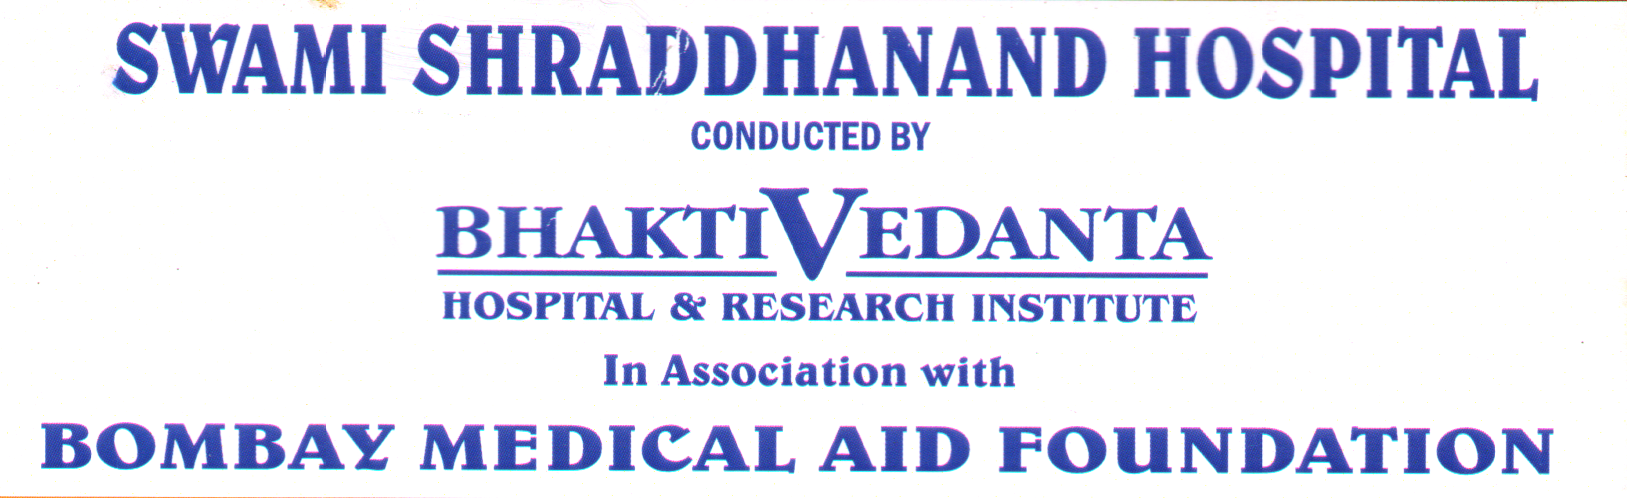 SWAMI SHRADDHANAND HOSPITAL
CONDUCTED BY
BHAKTIVEDANTA
HOSPITAL & RESEARCH INSTITUTE
In Association with
BOMBAY MEDICAL AID FOUNDATION